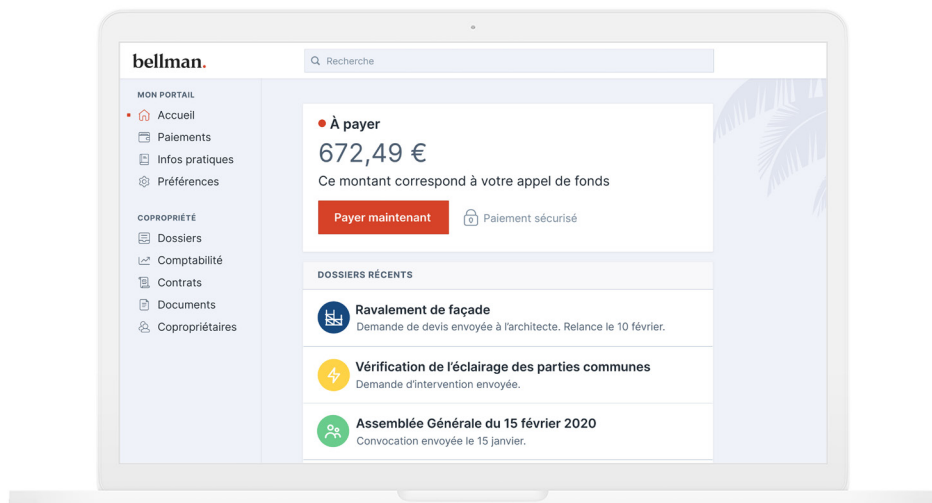 bellman.
Recherche
MON PORTAIL
Accueil
Paiements
Infos pratiques
Préférences
COPROPRIÉTÉ
Dossiers
Comptabilité
Contrats
Documents
Copropriétaires
À payer
672,49 €
Ce montant correspond à votre appel de fonds
Payer maintenant
Paiement sécurisé
DOSSIERS RÉCENTS
Ravalement de façade
Demande de devis envoyée à l’architecte. Relance le 10 février.
Vérification de l’éclairage des parties communes
Demande d’intervention envoyée.
Assemblée Générale du 15 février 2020
Convocation envoyée le 15 janvier.